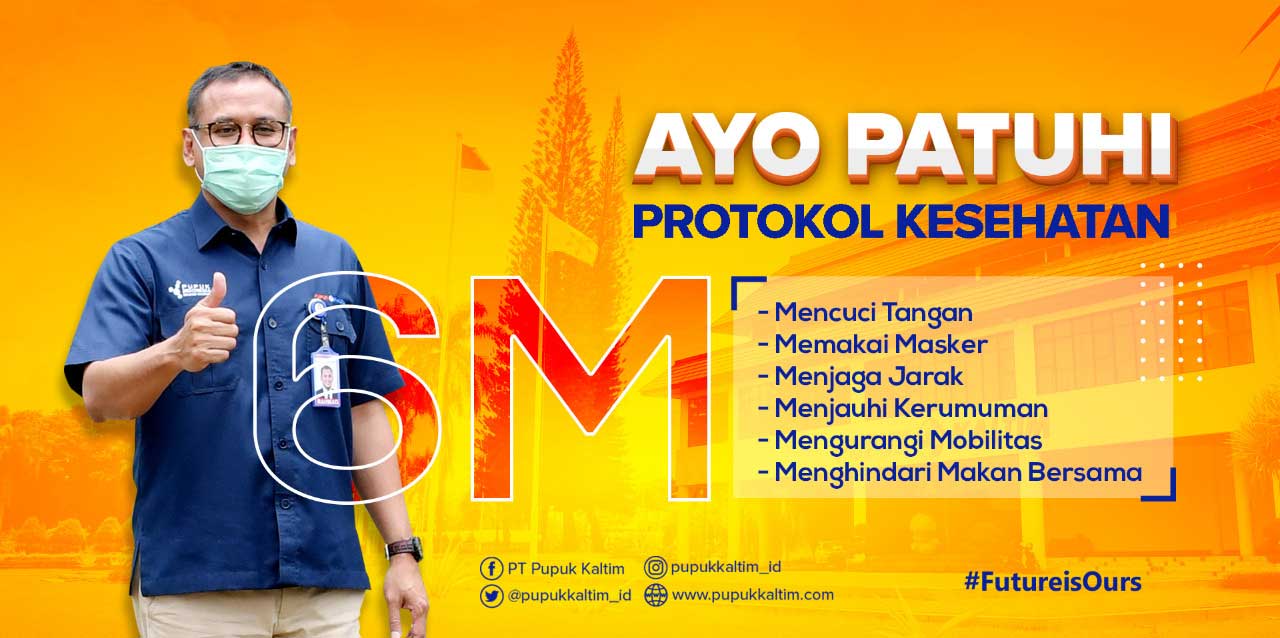 AYO PATUHI
PROTOKOL KESEHATAN
6M
- Mencuci Tangan
- Memakai Masker
- Menjaga Jarak
- Menjauhi Kerumuman
- Mengurangi Mobilitas
- Menghindari Makan Bersama
PUPUK
PT Pupuk Kaltim
pupukkaltim_id
@pupukkaltim_id
www.pupukkaltim.com
#FutureisOurs